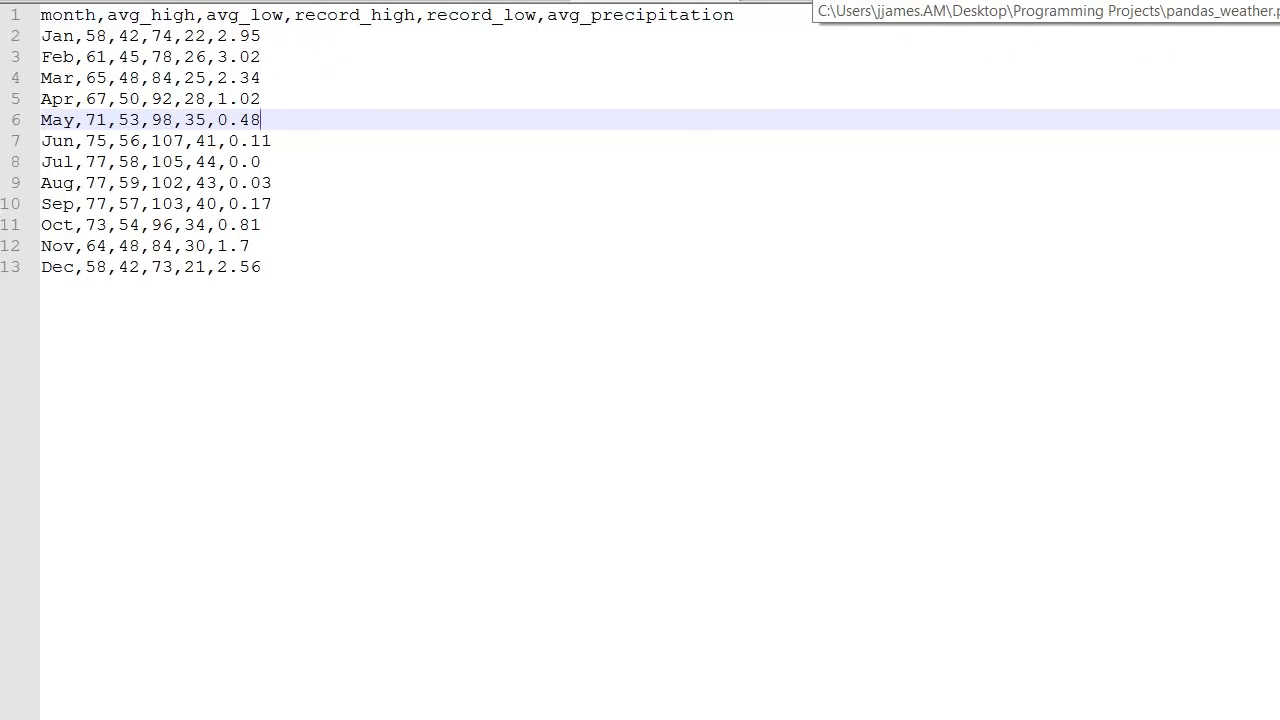 C:\Users\jjames.AM\Desktop\Programming Projects\pandas_weather.p
1 month,avg_high,avg_low,record_high,record_low,avg_precipitation
2 Jan,58,42,74,22,2.95
3 Feb,61,45,78,26,3.02
4 Mar,65,48,84,25,2.34
5 Apr,67,50,92,28,1.02
6 May,71,53,98,35,0.48
7 Jun,75,56,107,41,0.11
8 Jul,77,58,105,44,0.0
9 Aug,77,59,102,43,0.03
10 Sep,77,57,103,40,0.17
11 Oct,73,54,96,34,0.81
12 Nov,64,48,84,30,1.7
13 Dec,58,42,73,21,2.56